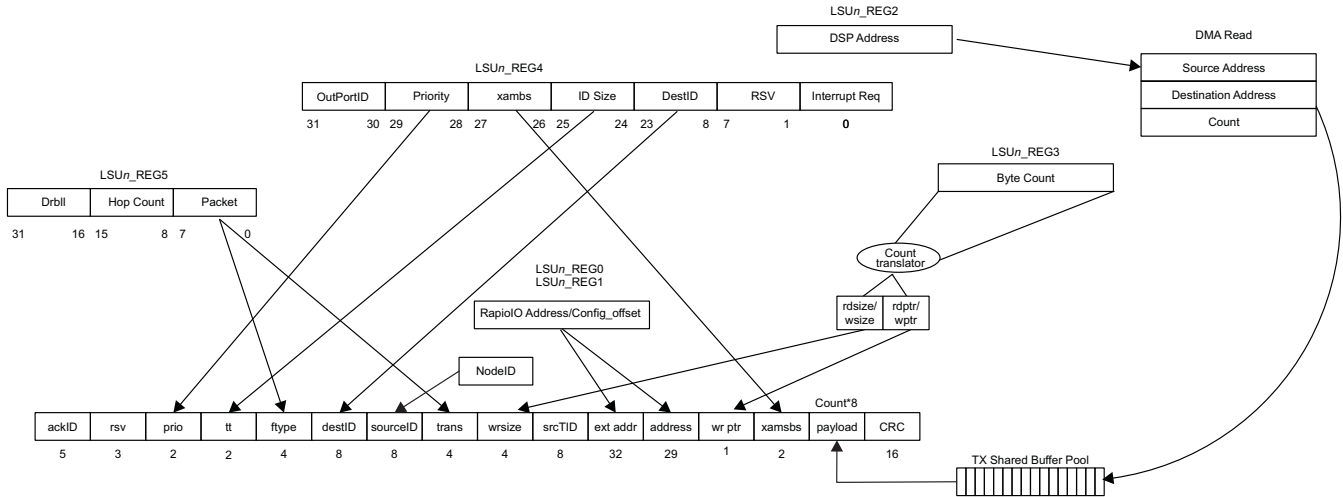 LSUn_REG2
DSP Address
DMA Read
Source Address
Destination Address
Count
LSUn_REG4
OutPortID Priority xambs ID Size DestID RSV Interrupt Req
31 30 29 28 27 26 25 24 23 8 7 1 0
LSUn_REG3
Byte Count
LSUn_REG5
Drbll Hop Count Packet
31 16 15 8 7 0
Count
translator
LSUn_REG0
LSUn_REG1
RapioIO Address/Config_offset
rdsize/ rdptr/
wsize wptr
NodeID
Count*8
ackID rsv prio tt ftype destID sourceID trans wrsize srcTID ext addr address wr ptr xamsbs payload CRC
5 3 2 2 4 8 8 4 4 8 32 29 1 2 16
TX Shared Buffer Pool